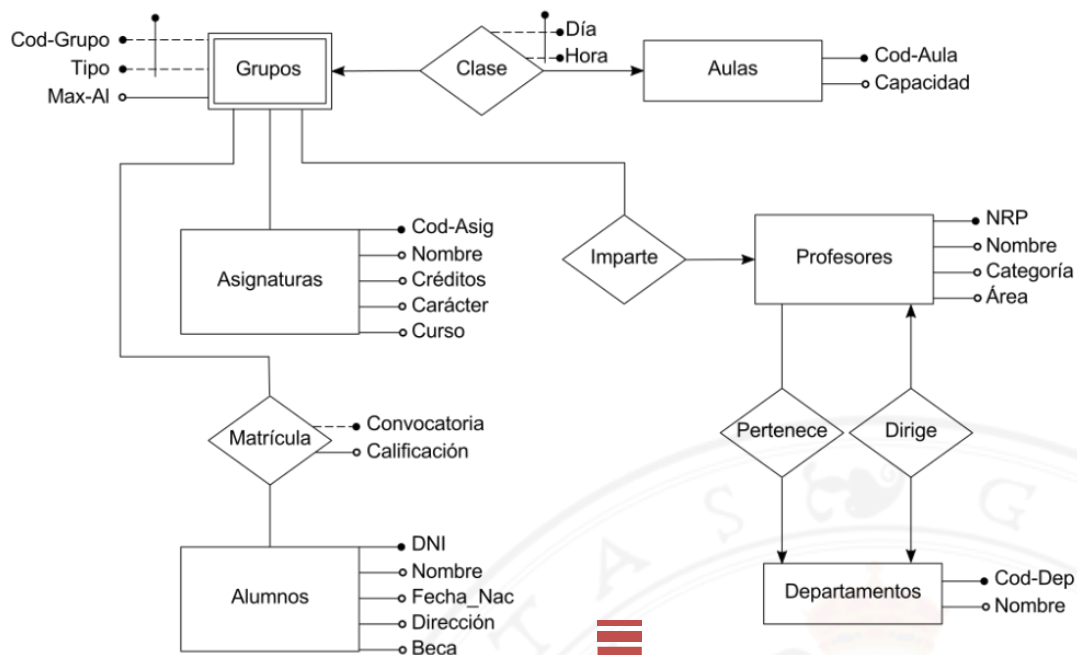 Cod-Grupo
Tipo
Max-Al
Grupos
Clase
Día
Hora
Aulas
Cod-Aula
Capacidad
Asignaturas
Cod-Asig
Nombre
Créditos
Carácter
Curso
Imparte
Profesores
NRP
Nombre
Categoría
Área
Matrícula
Convocatoria
Calificación
Pertenece
Dirige
Alumnos
DNI
Nombre
Fecha_Nac
Dirección
Beca
Departamentos
Cod-Dep
Nombre
T A S G